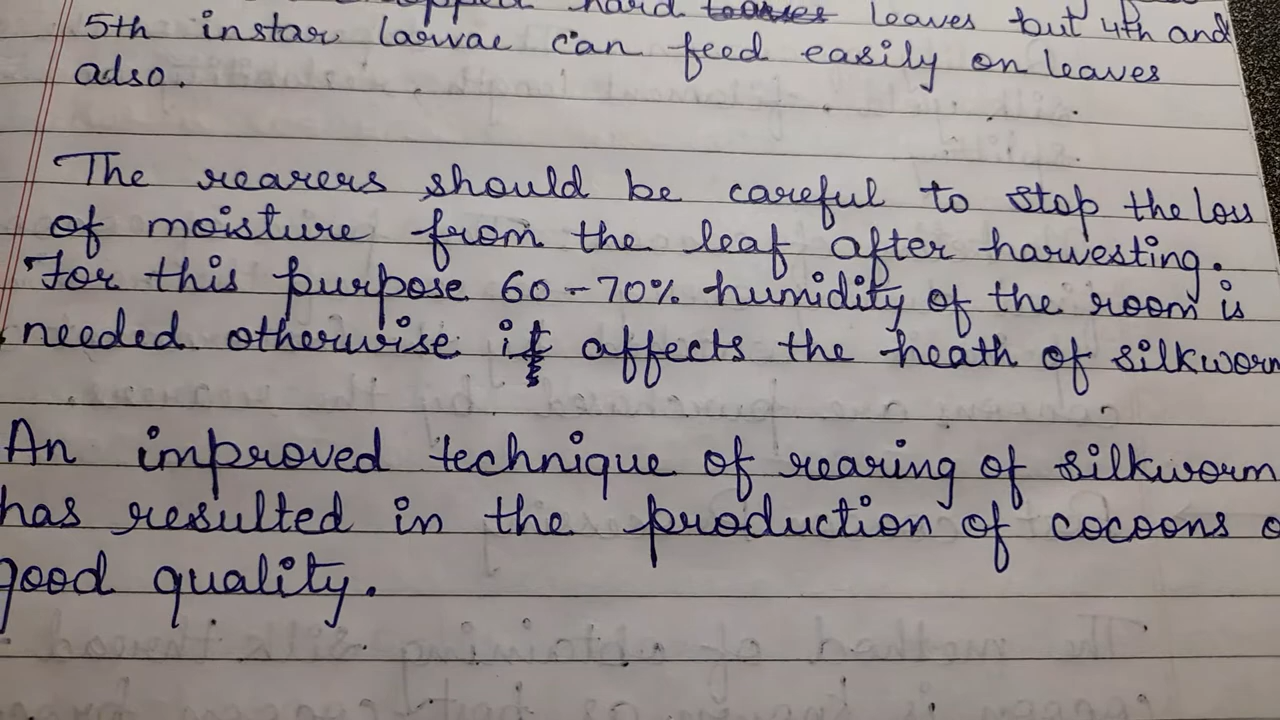 hard leaves but 4th and
5th instar larvae can feed easily on leaves
also.
The rearers should be careful to stop the loss
of moisture from the leaf after harvesting.
For this purpose 60-70% humidity of the room is
needed otherwise it affects the heath of silkworm
An improved technique of rearing of silkworm
has resulted in the production of cocoons o
good quality.